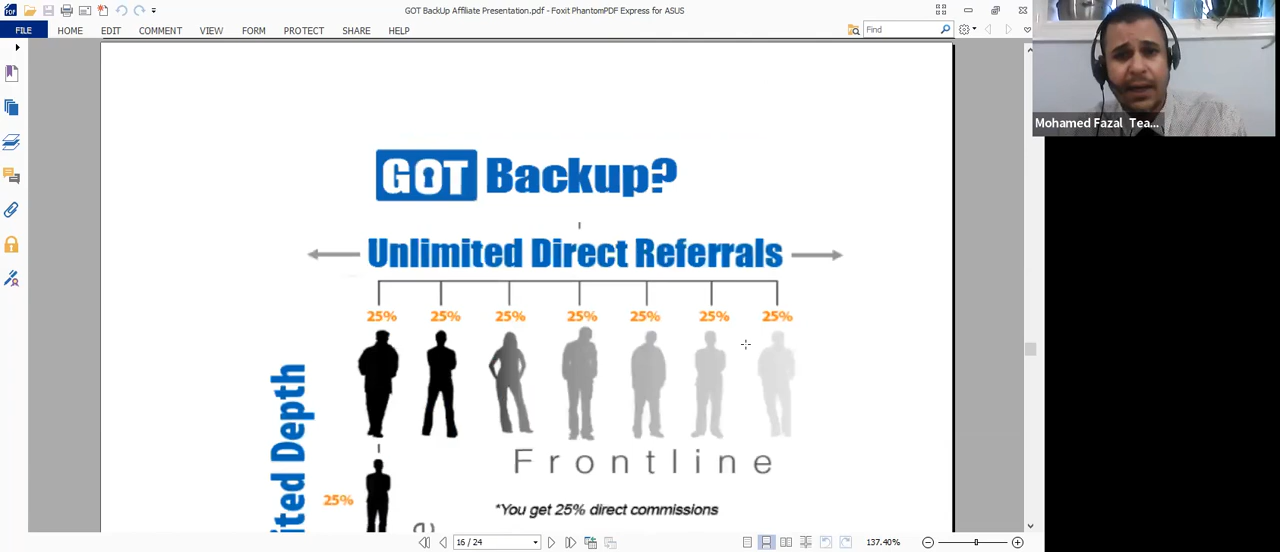 GOT BackUp Affiliate Presentation.pdf - Foxit PhantomPDF Express for ASUS
FILE HOME EDIT COMMENT VIEW FORM PROTECT SHARE HELP
Find
Mohamed Fazal Tea...
GOT Backup?
Unlimited Direct Referrals
25% 25% 25% 25% 25% 25% 25%
Frontline
ited Depth
25%
*You get 25% direct commissions
16 / 24
137.40%